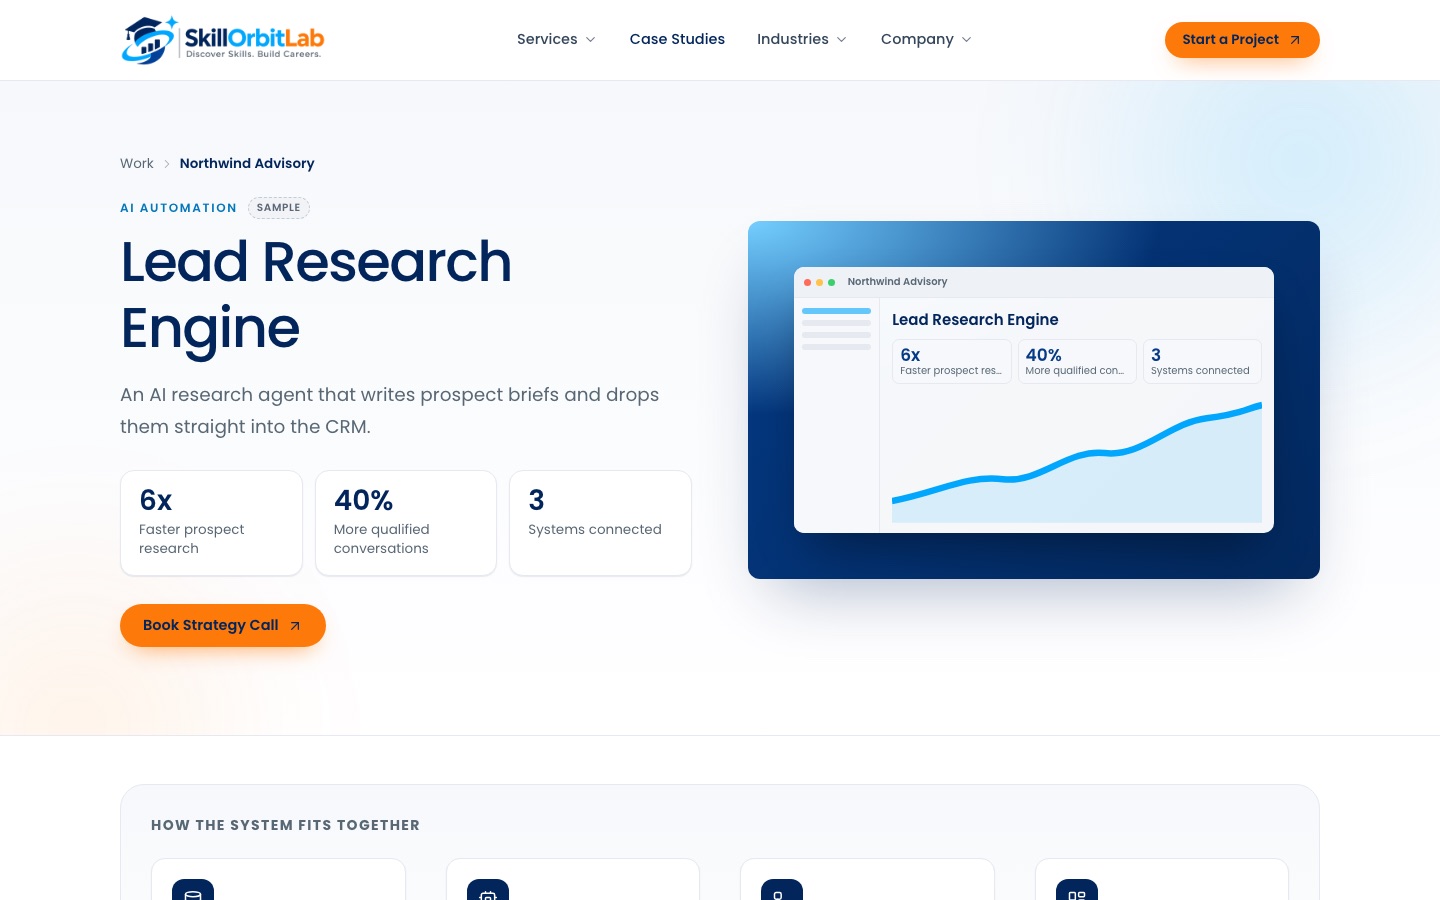 SkillOrbitLab
Discover Skills. Build Careers.
Services
Case Studies
Industries
Company
Start a Project
Work
Northwind Advisory
AI AUTOMATION
SAMPLE
Lead Research
Engine
An AI research agent that writes prospect briefs and drops
them straight into the CRM.
6x
Faster prospect
research
40%
More qualified
conversations
3
Systems connected
Book Strategy Call
Northwind Advisory
Lead Research Engine
6x
Faster prospect res...
40%
More qualified con...
3
Systems connected
HOW THE SYSTEM FITS TOGETHER